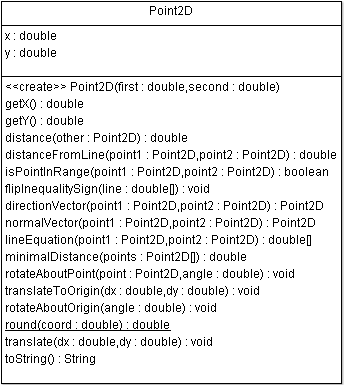 Point2D
x : double
y : double
<<create>> Point2D(first : double,second : double)
getX() : double
getY() : double
distance(other : Point2D) : double
distanceFromLine(point1 : Point2D,point2 : Point2D) : double
isPointInRange(point1 : Point2D,point2 : Point2D) : boolean
flipInequalitySign(line : double[]) : void
directionVector(point1 : Point2D,point2 : Point2D) : Point2D
normalVector(point1 : Point2D,point2 : Point2D) : Point2D
lineEquation(point1 : Point2D,point2 : Point2D) : double[]
minimalDistance(points : Point2D[]) : double
rotateAboutPoint(point : Point2D,angle : double) : void
translateToOrigin(dx : double,dy : double) : void
rotateAboutOrigin(angle : double) : void
round(coord : double) : double
translate(dx : double,dy : double) : void
toString() : String